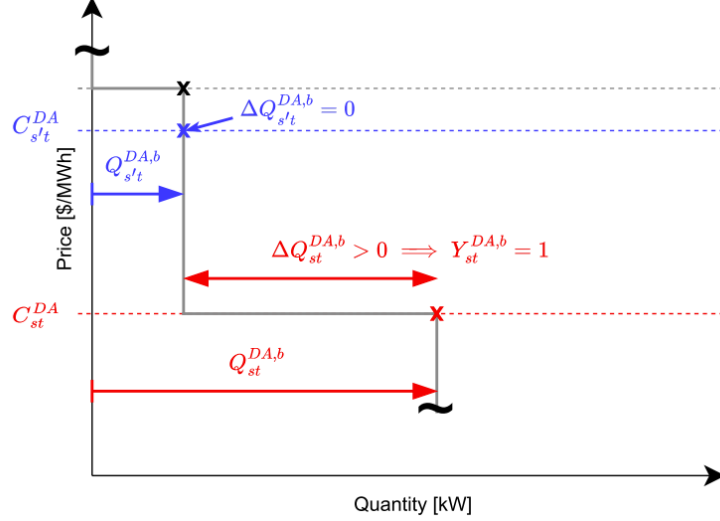 x
C_{s't}^{DA}
ΔQ_{s't}^{DA,b} = 0
x
Q_{s't}^{DA,b}
Price [$/MWh]
ΔQ_{st}^{DA,b} > 0 ⟹ Y_{st}^{DA,b} = 1
C_{st}^{DA}
x
Q_{st}^{DA,b}
Quantity [kW]